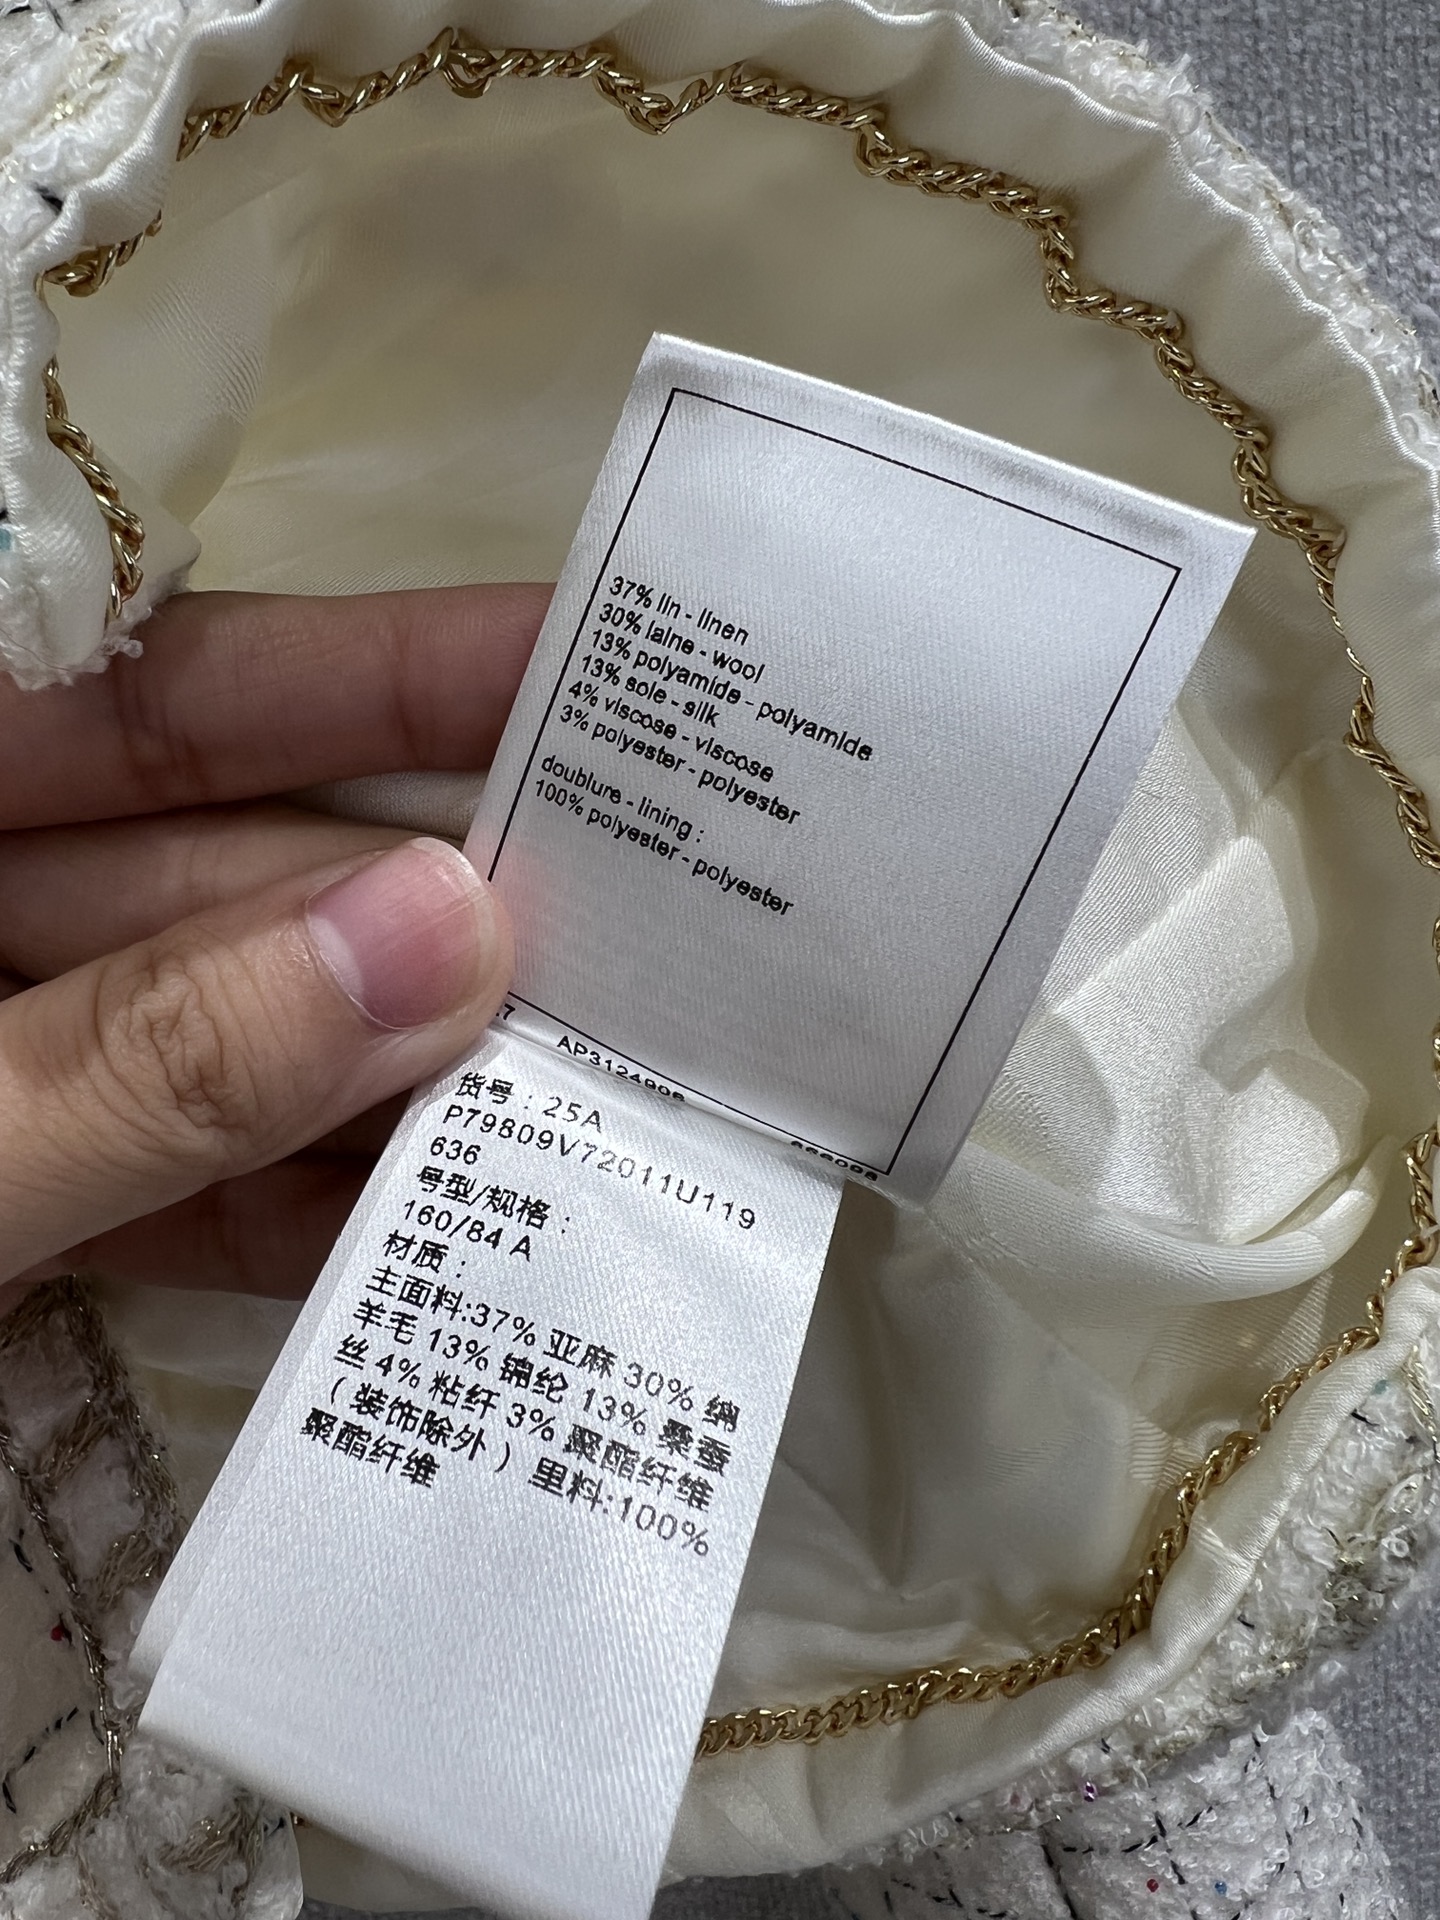 37% lin - linen
30% laine - wool
13% polyamide - polyamide
13% soie - silk
4% viscose - viscose
3% polyester - polyester
doublure - lining :
100% polyester - polyester
.7 AP3124906
货号：25A
P79809V72011U119
636
号型/规格：
160/84 A
材质：
主面料:37% 亚麻 30% 绵
羊毛 13% 锦纶 13% 桑蚕
丝 4% 粘纤 3% 聚酯纤维
（装饰除外）里料:100%
聚酯纤维